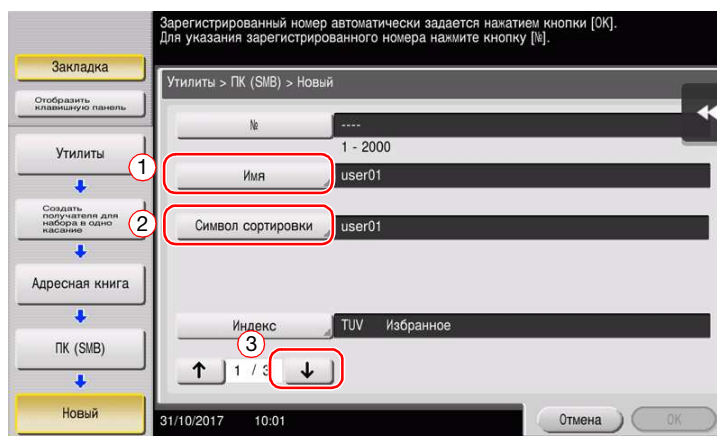 Зарегистрированный номер автоматически задается нажатием кнопки [OK].
Для указания зарегистрированного номера нажмите кнопку [№].
Закладка
Отобразить
клавишную панель
Утилиты
Создать
получателя для
набора в одно
касание
Адресная книга
ПК (SMB)
Новый
Утилиты > ПК (SMB) > Новый
№
----
1 - 2000
1
Имя
user01
2
Символ сортировки
user01
Индекс
TUV Избранное
3
↑ 1 / 3 ↓
31/10/2017 10:01
Отмена
OK